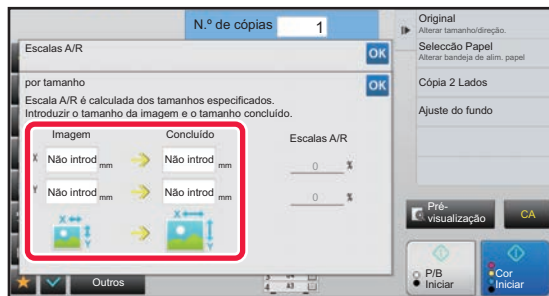 N.º de cópias 1
Escalas A/R
OK
por tamanho
OK
Escala A/R é calculada dos tamanhos especificados.
Introduzir o tamanho da imagem e o tamanho concluído.
Imagem Concluído Escalas A/R
X Não introd mm Não introd mm 0 %
Y Não introd mm Não introd mm 0 %
X Y X Y
Outros
Original
Alterar tamanho/direção.
Seleccão Papel
Alterar bandeja de alim. papel
Cópia 2 Lados
Ajuste do fundo
Pré-
visualização
CA
P/B
Iniciar
Cor
Iniciar